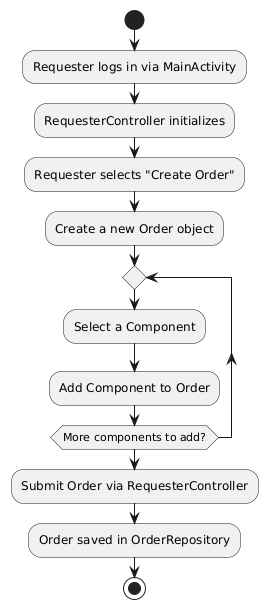 Requester logs in via MainActivity
RequesterController initializes
Requester selects "Create Order"
Create a new Order object
Select a Component
Add Component to Order
More components to add?
Submit Order via RequesterController
Order saved in OrderRepository